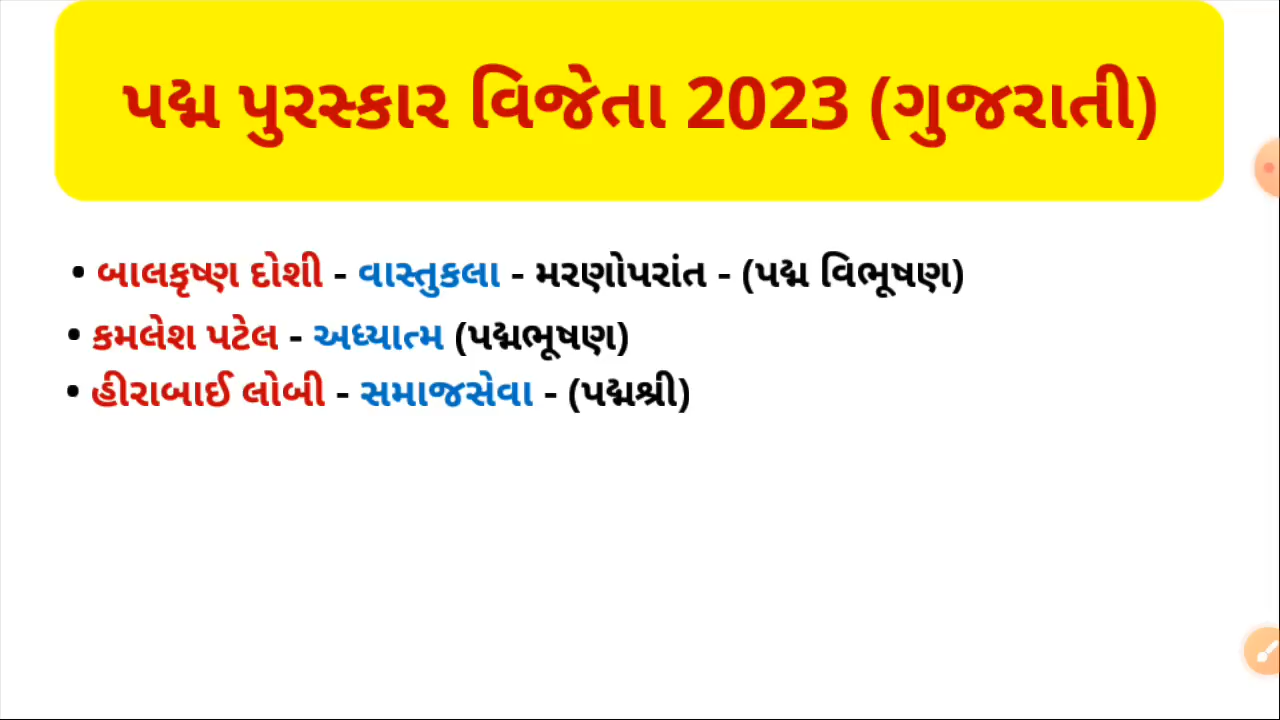 પદ્મ પુરસ્કાર વિજેતા 2023 (ગુજરાતી)
• બાલકૃષ્ણ દોશી - વાસ્તુકલા - મરણોપરાંત - (પદ્મ વિભૂષણ)
• કમલેશ પટેલ - અધ્યાત્મ (પદ્મભૂષણ)
• હીરાબાઈ લોબી - સમાજસેવા - (પદ્મશ્રી)